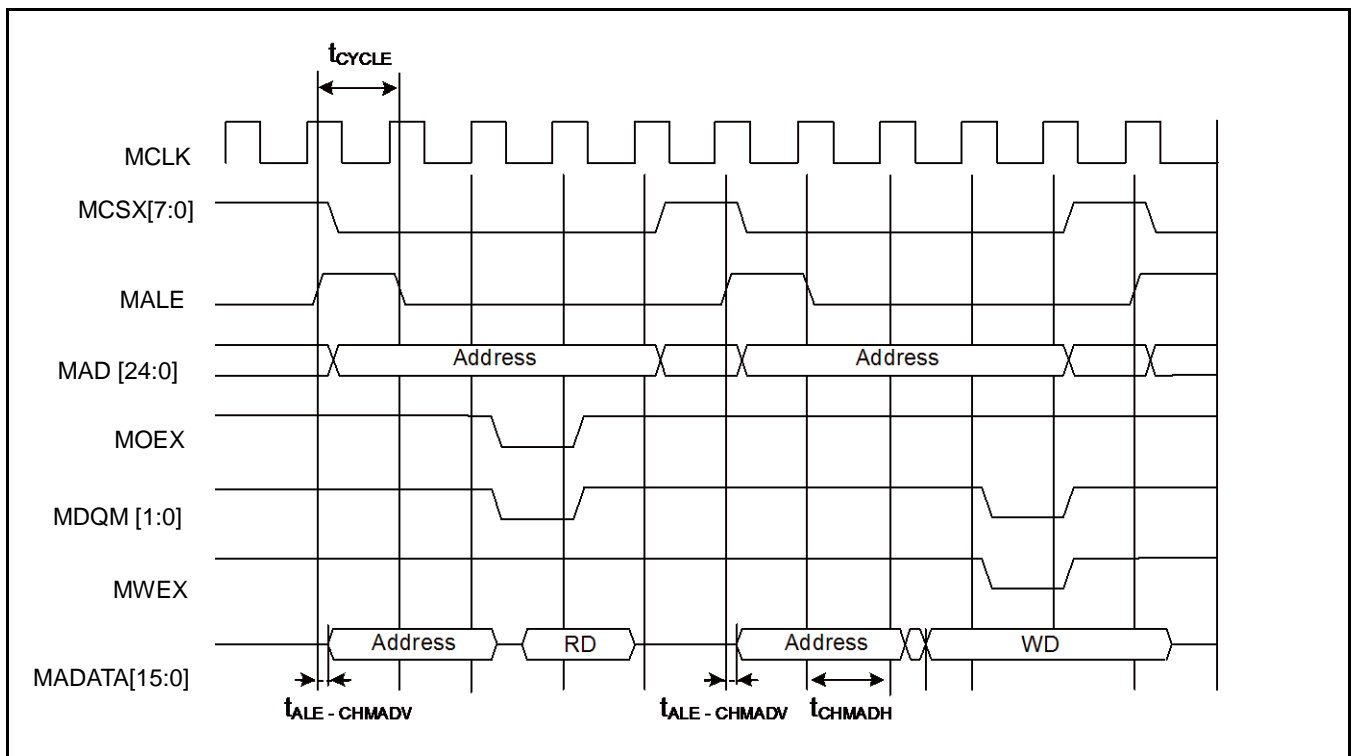 tCYCLE
MCLK
MCSX[7:0]
MALE
MAD [24:0] Address Address
MOEX
MDQM [1:0]
MWEX
MADATA[15:0] Address RD Address WD
tALE - CHMADV tALE - CHMADV tCHMADH